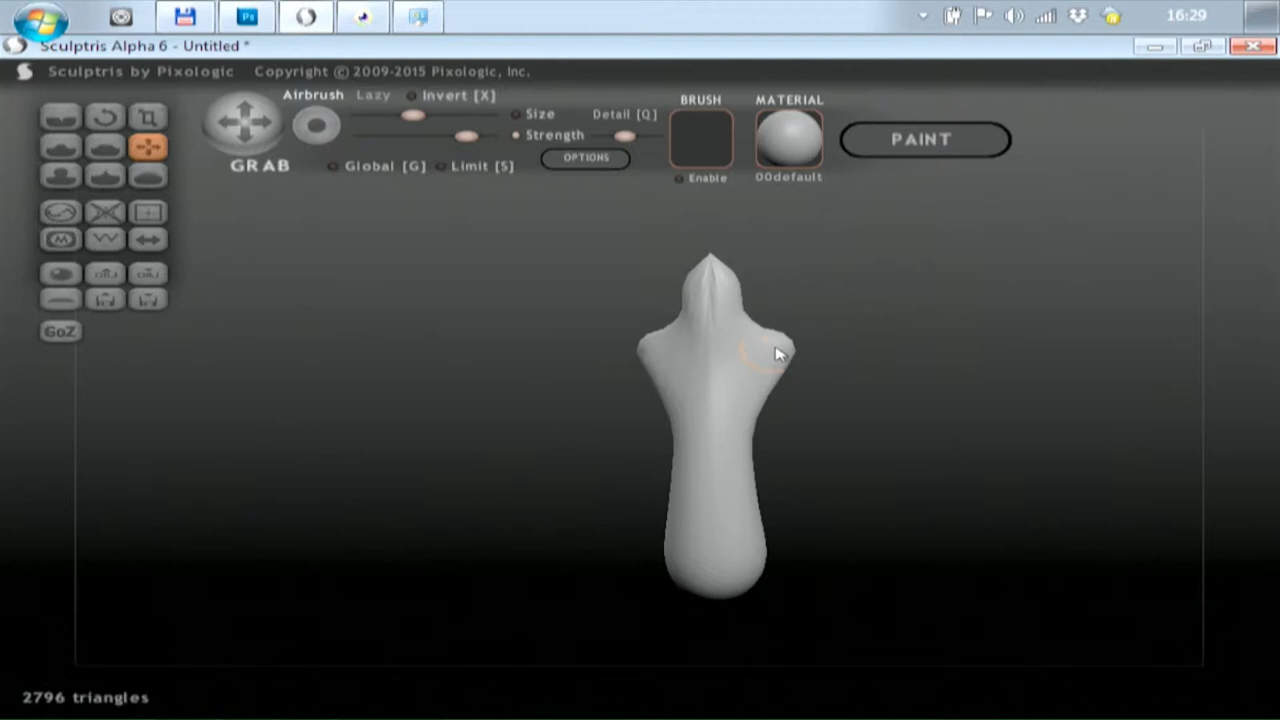 Ps
16:29
Sculptris Alpha 6 - Untitled *
Sculptris by Pixologic Copyright © 2009-2015 Pixologic, Inc.
Airbrush Lazy Invert [X]
Size Detail [Q]
Strength
GRAB Global [G] Limit [S] OPTIONS
BRUSH
Enable
MATERIAL
00default
PAINT
GoZ
2796 triangles